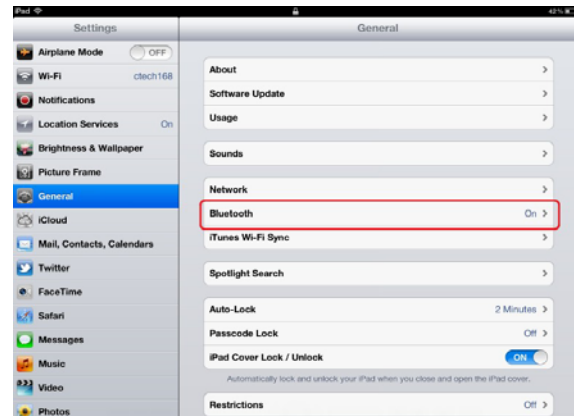 iPad
42%
Settings
General
Airplane Mode OFF
Wi-Fi ctech168
Notifications
Location Services On
Brightness & Wallpaper
Picture Frame
General
iCloud
Mail, Contacts, Calendars
Twitter
FaceTime
Safari
Messages
Music
Video
Photos
About
Software Update
Usage
Sounds
Network
Bluetooth On
iTunes Wi-Fi Sync
Spotlight Search
Auto-Lock 2 Minutes
Passcode Lock Off
iPad Cover Lock / Unlock ON
Automatically lock and unlock your iPad when you close and open the iPad cover.
Restrictions Off